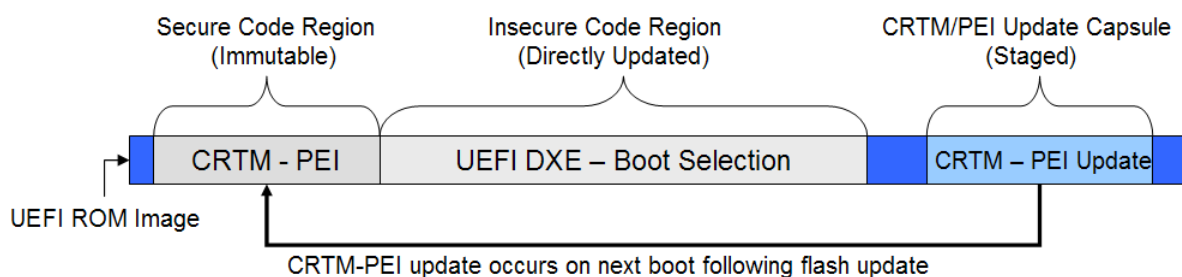 Secure Code Region
(Immutable)
Insecure Code Region
(Directly Updated)
CRTM/PEI Update Capsule
(Staged)
CRTM - PEI
UEFI DXE – Boot Selection
CRTM – PEI Update
UEFI ROM Image
CRTM-PEI update occurs on next boot following flash update